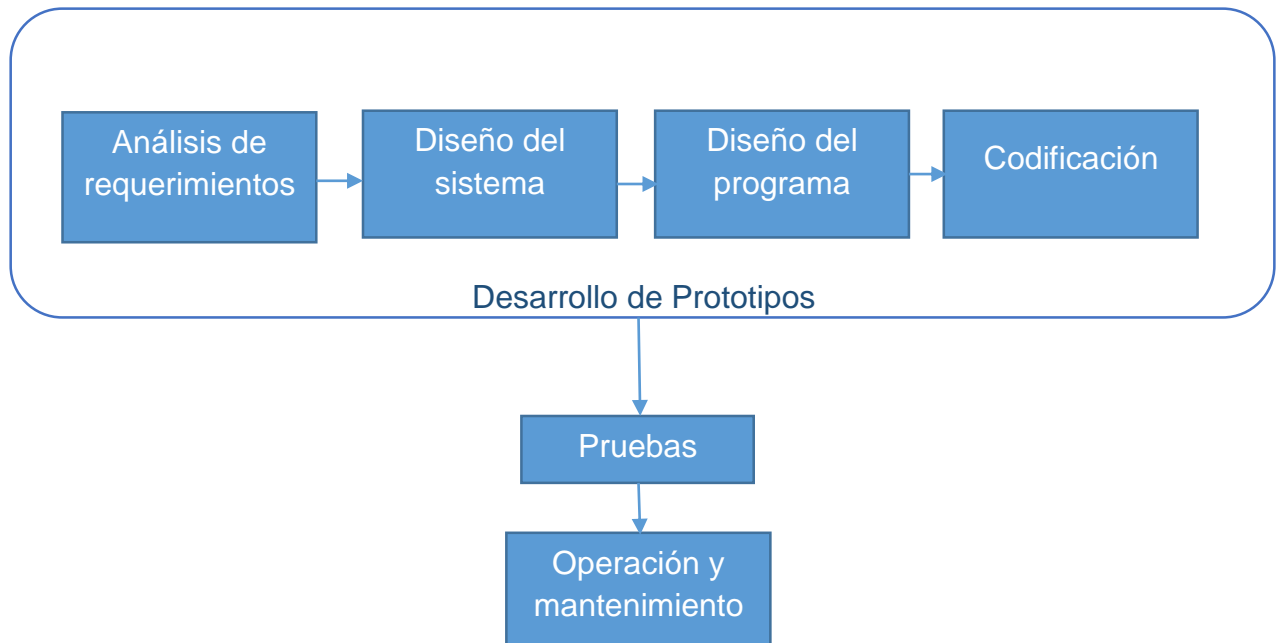 Análisis de
requerimientos
Diseño del
sistema
Diseño del
programa
Codificación
Desarrollo de Prototipos
Pruebas
Operación y
mantenimiento